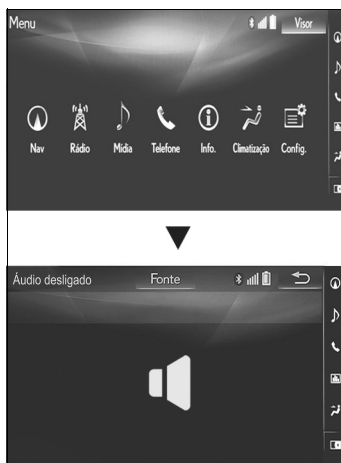 Menu Visor
Nav Rádio Mídia Telefone Info. Climatização Config.
Áudio desligado Fonte